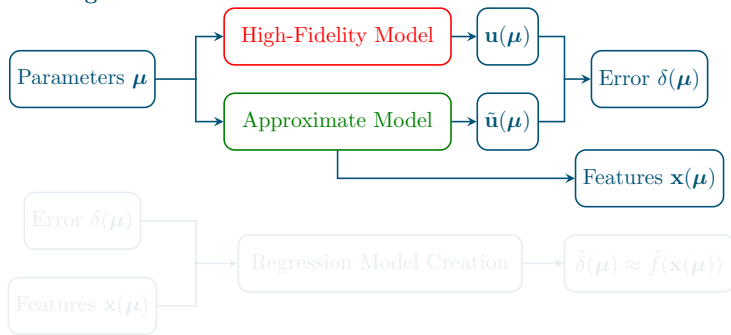 High-Fidelity Model
u(μ)
Parameters μ
Error δ(μ)
Approximate Model
ũ(μ)
Features x(μ)
Error δ(μ)
Regression Model Creation
δ̂(μ) ≈ f̂(x(μ))
Features x(μ)